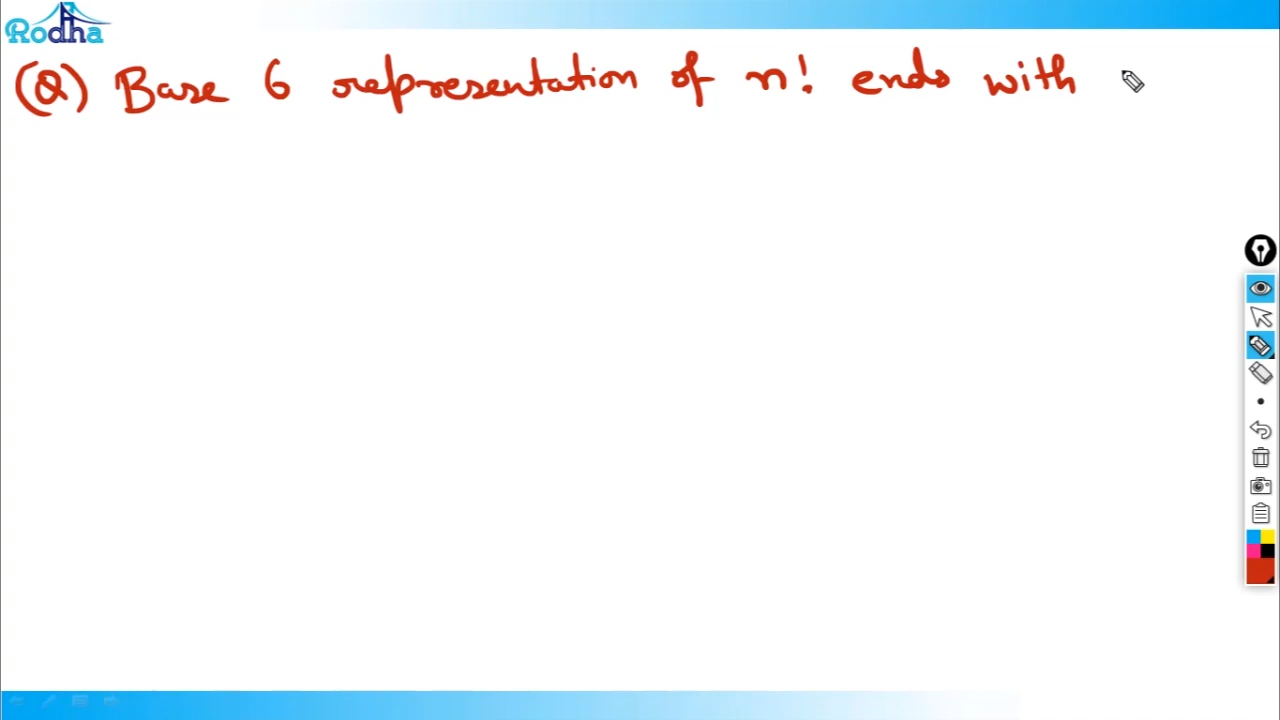 Rodha
(Q) Base 6 representation of n! ends with